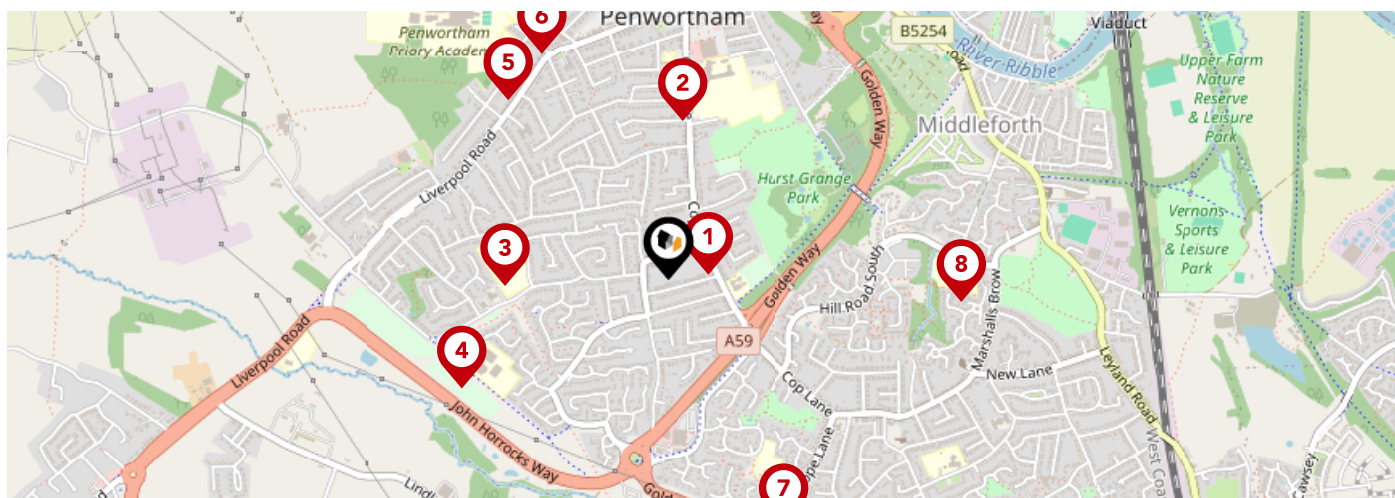 Penwortham
Viaduct
B5254
6
Penwortham
Priory Academy
River Ribble
Upper Farm
Nature
Reserve
& Leisure
Park
5
2
Golden Way
Middleforth
Liverpool Road
Hurst Grange
Park
Vernons
Sports
& Leisure
Park
1
3
8
Golden Way
Hill Road South
Marshalls Brow
Liverpool Road
A59
4
New Lane
Leyland Road
Cop Lane
John Horrocks Way
7